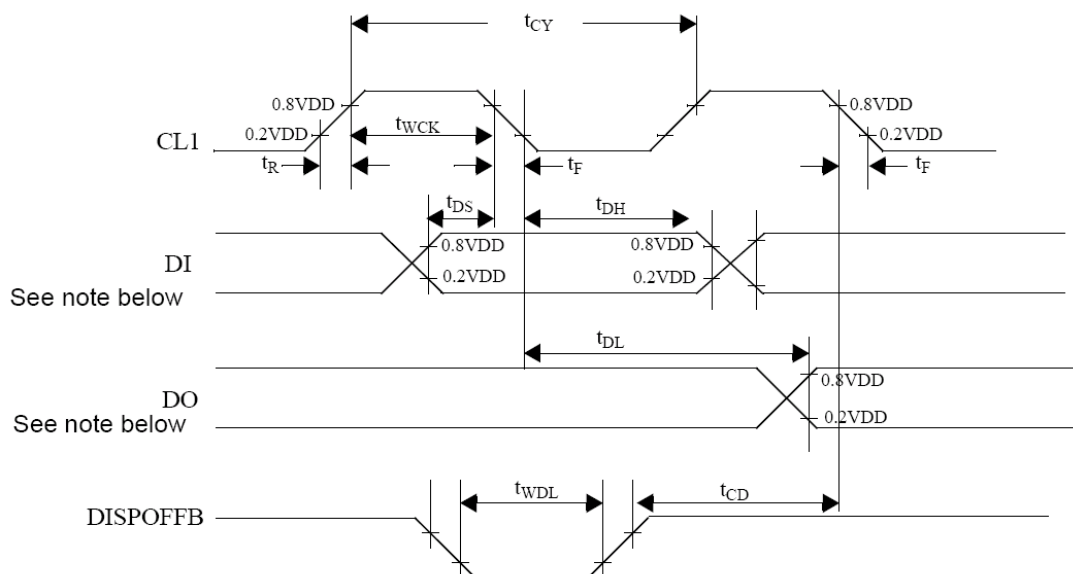 tCY
0.8VDD
0.8VDD
tWCK
0.2VDD
0.2VDD
CL1
tR
tF
tF
tDS
tDH
0.8VDD
0.8VDD
DI
0.2VDD
0.2VDD
See note below
tDL
0.8VDD
DO
0.2VDD
See note below
tWDL
tCD
DISPOFFB